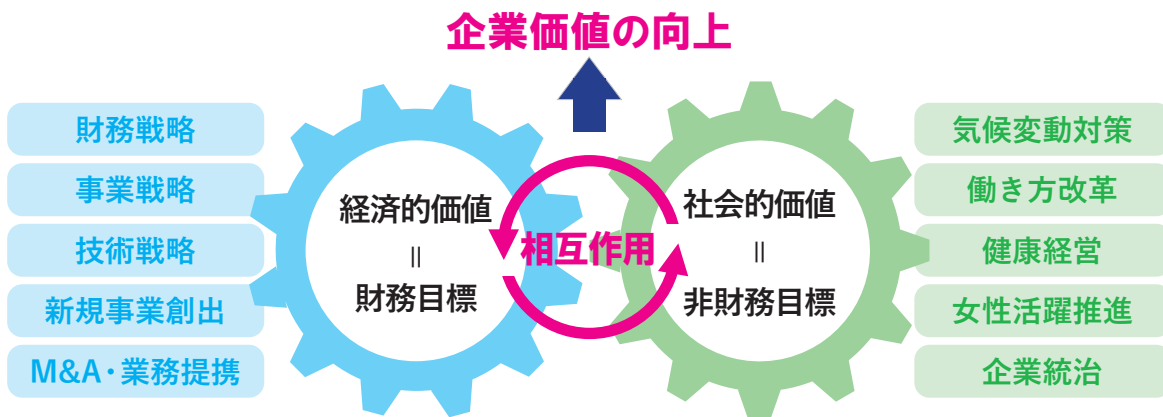 企業価値の向上
財務戦略
事業戦略
技術戦略
新規事業創出
M&A・業務提携
経済的価値
=
財務目標
相互作用
社会的価値
=
非財務目標
気候変動対策
働き方改革
健康経営
女性活躍推進
企業統治